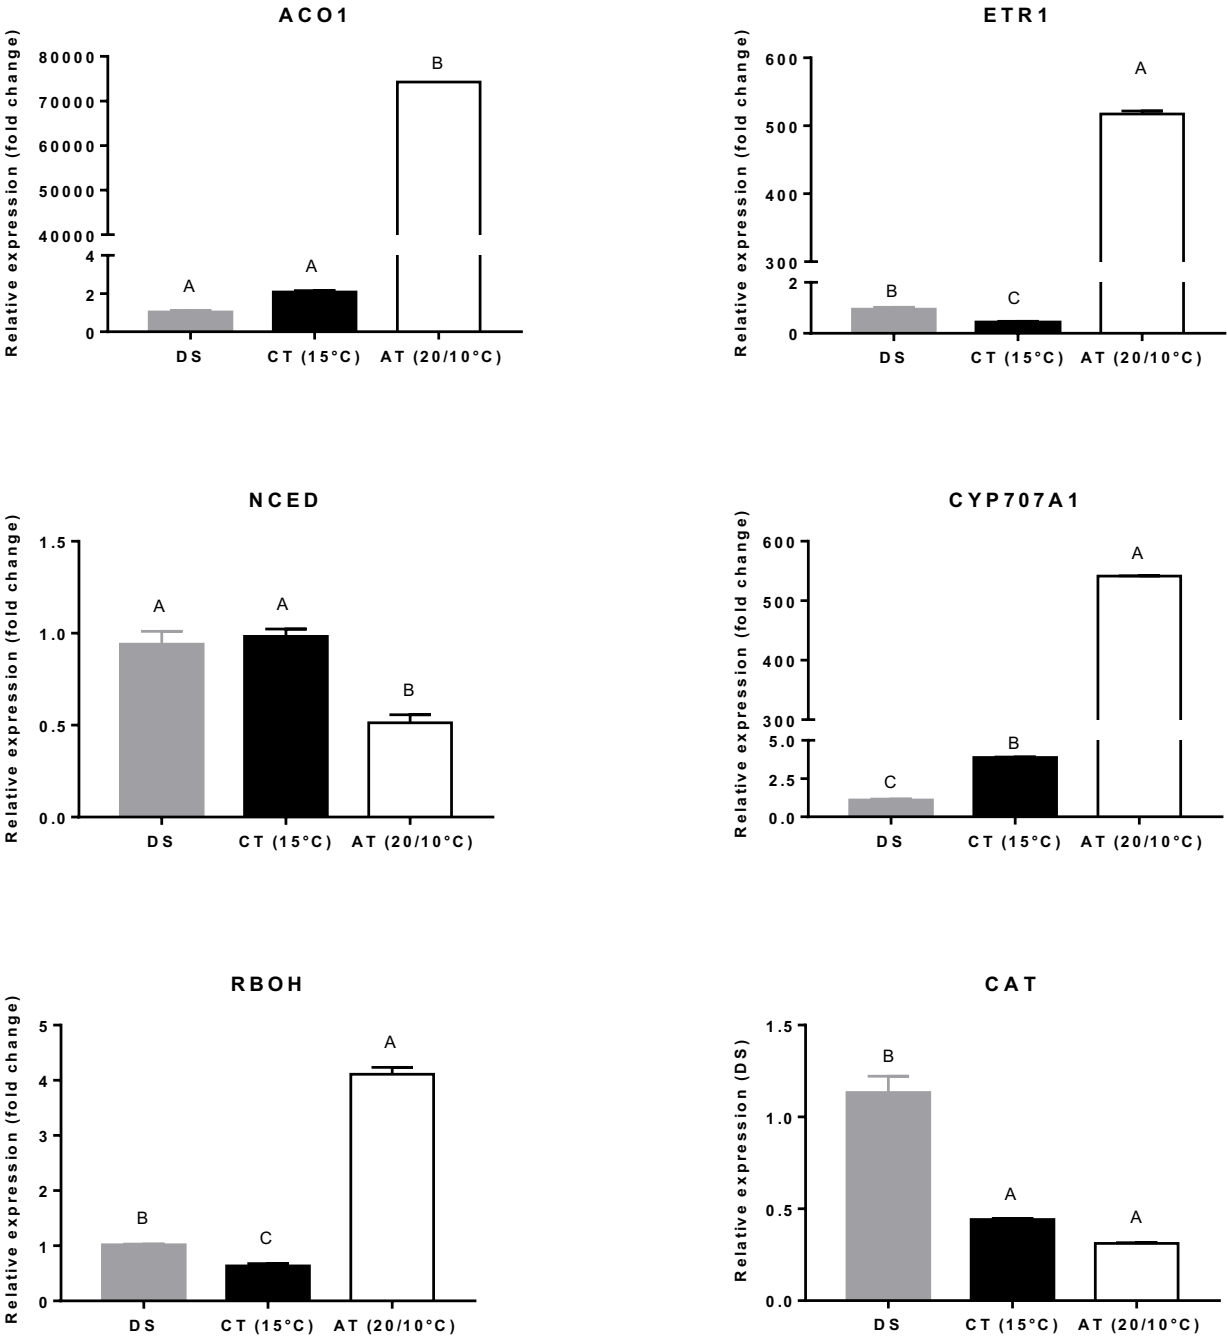 ACO1
Relative expression (fold change)
80000
70000
60000
50000
40000
4
2
0
A
A
B
DS
CT (15°C)
AT (20/10°C)
ETR1
Relative expression (fold change)
600
500
400
300
2
0
B
C
A
DS
CT (15°C)
AT (20/10°C)
NCED
Relative expression (fold change)
1.5
1.0
0.5
0.0
A
A
B
DS
CT (15°C)
AT (20/10°C)
CYP707A1
Relative expression (fold change)
600
500
400
300
5.0
2.5
0.0
C
B
A
DS
CT (15°C)
AT (20/10°C)
RBOH
Relative expression (fold change)
5
4
3
2
1
0
B
C
A
DS
CT (15°C)
AT (20/10°C)
CAT
Relative expression (DS)
1.5
1.0
0.5
0.0
B
A
A
DS
CT (15°C)
AT (20/10°C)